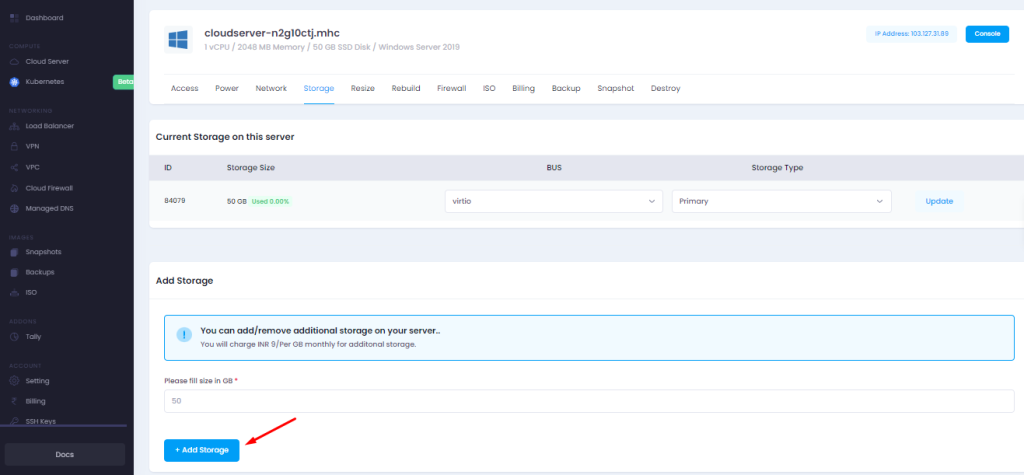 Dashboard
COMPUTE
Cloud Server
Kubernetes
Beta
NETWORKING
Load Balancer
VPN
VPC
Cloud Firewall
Managed DNS
IMAGES
Snapshots
Backups
ISO
ADDONS
Tally
ACCOUNT
Setting
Billing
SSH Keys
Docs
cloudserver-n2g10ctj.mhc
1 vCPU / 2048 MB Memory / 50 GB SSD Disk / Windows Server 2019
IP Address: 103.127.31.89
Console
Access Power Network Storage Resize Rebuild Firewall ISO Billing Backup Snapshot Destroy
Current Storage on this server
ID Storage Size BUS Storage Type
84079 50 GB Used 0.00% virtio Primary Update
Add Storage
! You can add/remove additional storage on your server..
You will charge INR 9/Per GB monthly for additonal storage.
Please fill size in GB *
50
+ Add Storage